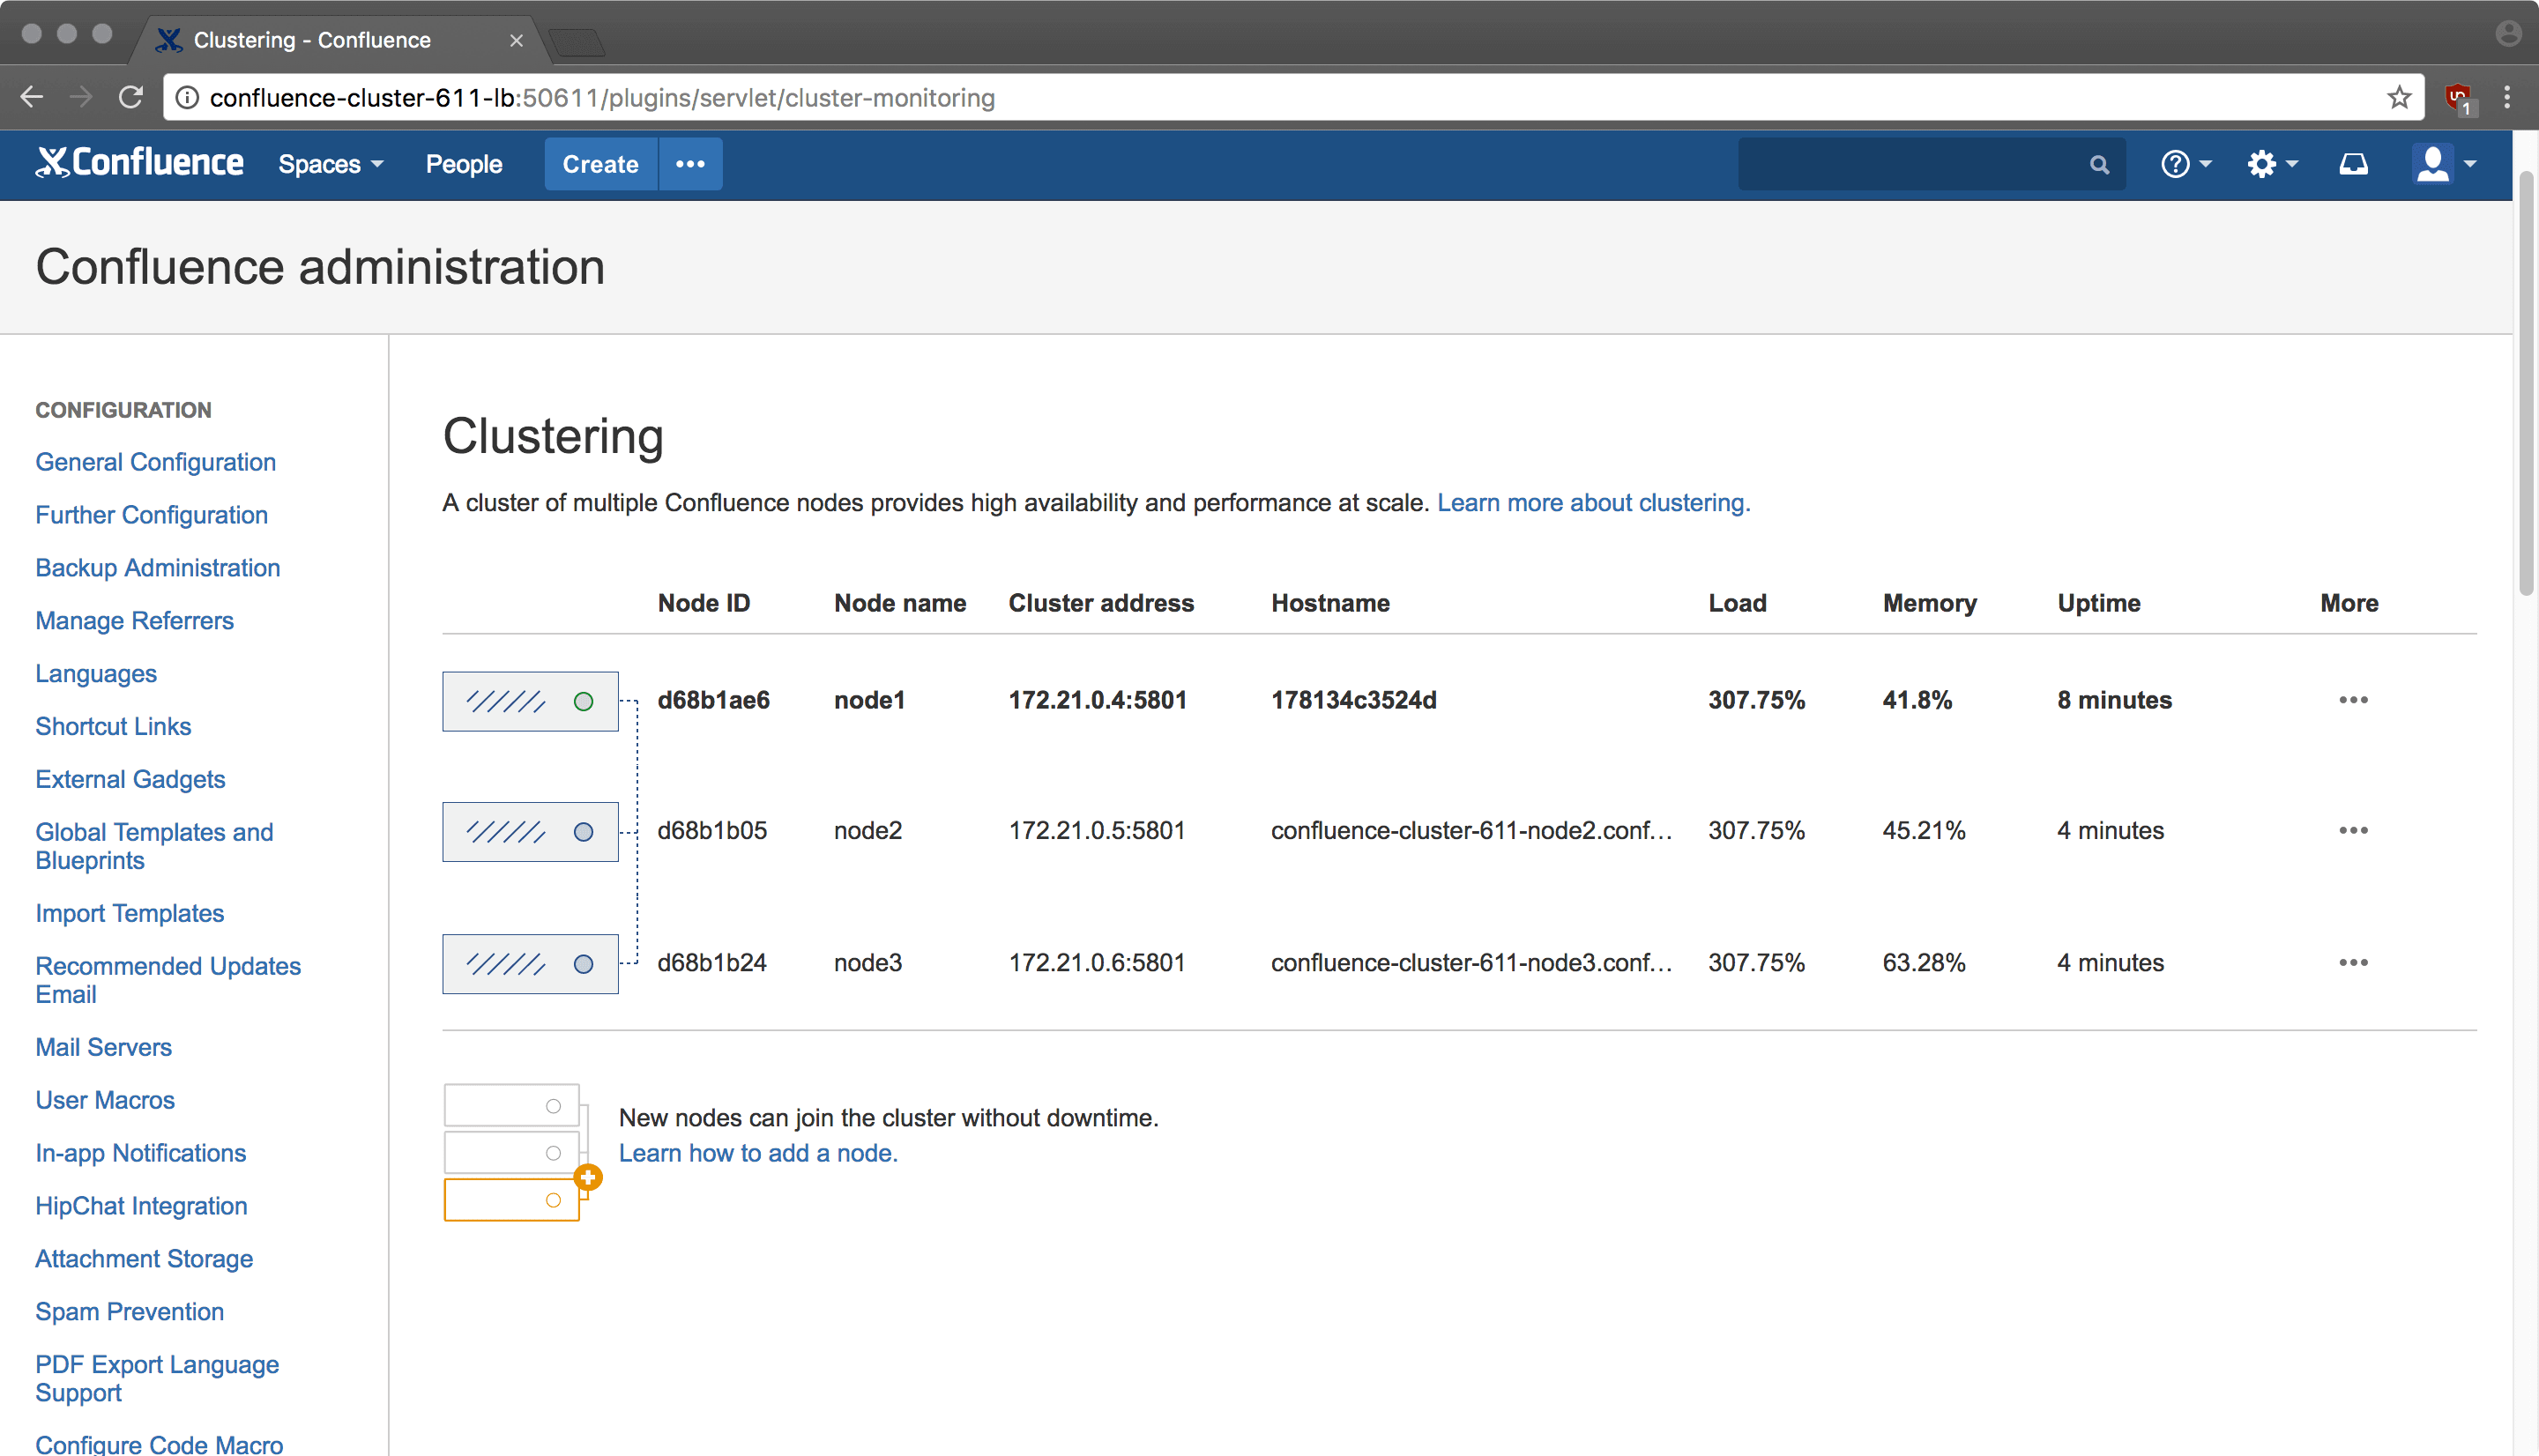 Clustering - Confluence
confluence-cluster-611-lb:50611/plugins/servlet/cluster-monitoring
1
Confluence Spaces People Create
Confluence administration
CONFIGURATION
General Configuration
Further Configuration
Backup Administration
Manage Referrers
Languages
Shortcut Links
External Gadgets
Global Templates and
Blueprints
Import Templates
Recommended Updates
Email
Mail Servers
User Macros
In-app Notifications
HipChat Integration
Attachment Storage
Spam Prevention
PDF Export Language
Support
Configure Code Macro
Clustering
A cluster of multiple Confluence nodes provides high availability and performance at scale. Learn more about clustering.
Node ID Node name Cluster address Hostname Load Memory Uptime More
d68b1ae6 node1 172.21.0.4:5801 178134c3524d 307.75% 41.8% 8 minutes
d68b1b05 node2 172.21.0.5:5801 confluence-cluster-611-node2.conf... 307.75% 45.21% 4 minutes
d68b1b24 node3 172.21.0.6:5801 confluence-cluster-611-node3.conf... 307.75% 63.28% 4 minutes
New nodes can join the cluster without downtime.
Learn how to add a node.